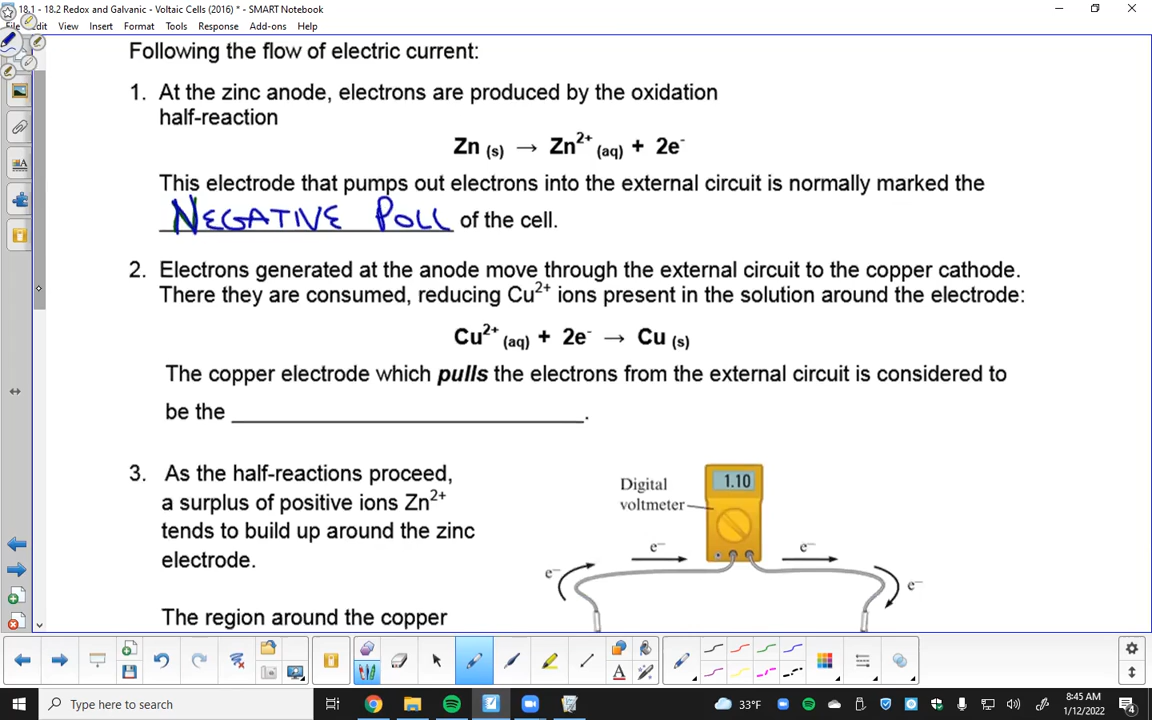 18.1 - 18.2 Redox and Galvanic - Voltaic Cells (2016) * - SMART Notebook
View Insert Format Tools Response Add-ons Help
Following the flow of electric current:
1. At the zinc anode, electrons are produced by the oxidation
half-reaction
Zn (s) → Zn²⁺ (aq) + 2e⁻
This electrode that pumps out electrons into the external circuit is normally marked the
NEGATIVE POLL of the cell.
2. Electrons generated at the anode move through the external circuit to the copper cathode.
There they are consumed, reducing Cu²⁺ ions present in the solution around the electrode:
Cu²⁺ (aq) + 2e⁻ → Cu (s)
The copper electrode which pulls the electrons from the external circuit is considered to
be the ______________________________.
3. As the half-reactions proceed,
a surplus of positive ions Zn²⁺
tends to build up around the zinc
electrode.
The region around the copper
Digital
voltmeter
1.10
e⁻
e⁻
e⁻
e⁻
Type here to search
33°F
8:45 AM
1/12/2022
4